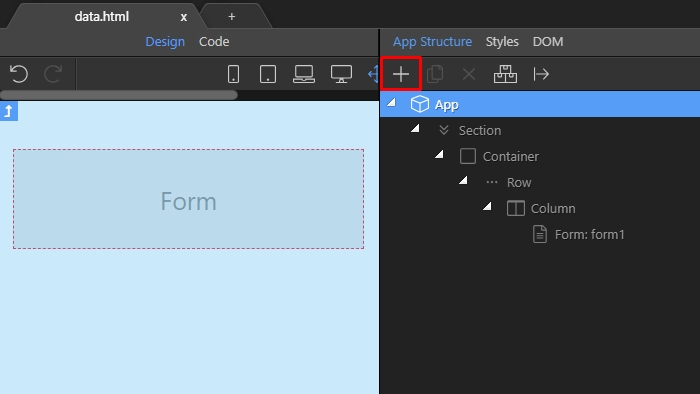 data.html x +
Design Code
App Structure Styles DOM
App
Section
Container
Row
Column
Form: form1
Form